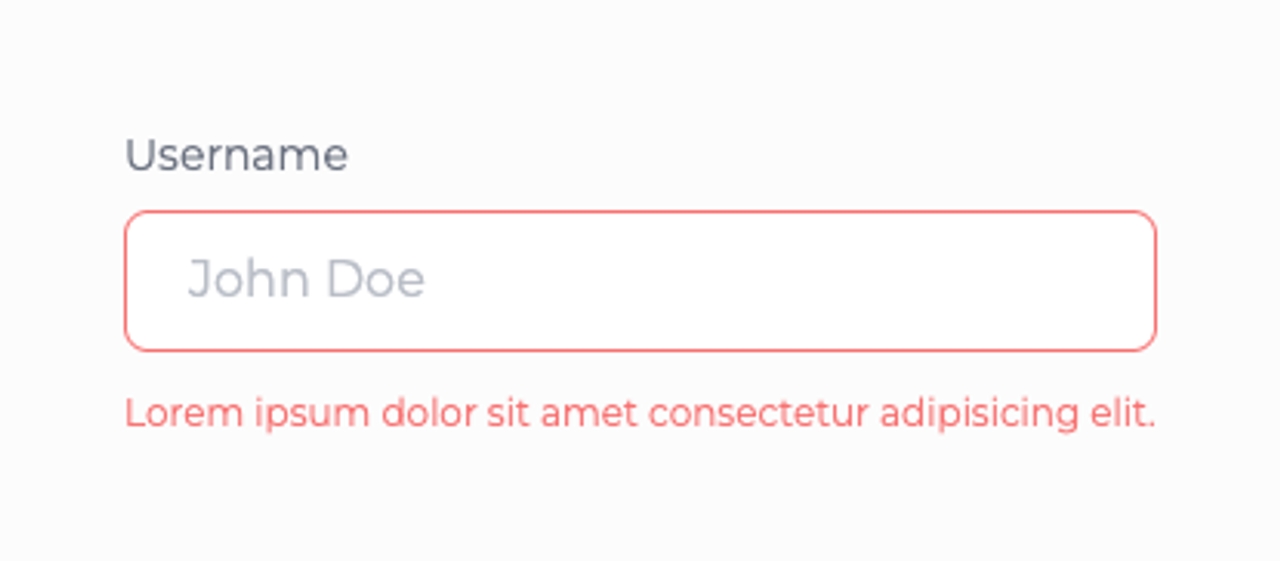 Username
John Doe
Lorem ipsum dolor sit amet consectetur adipisicing elit.